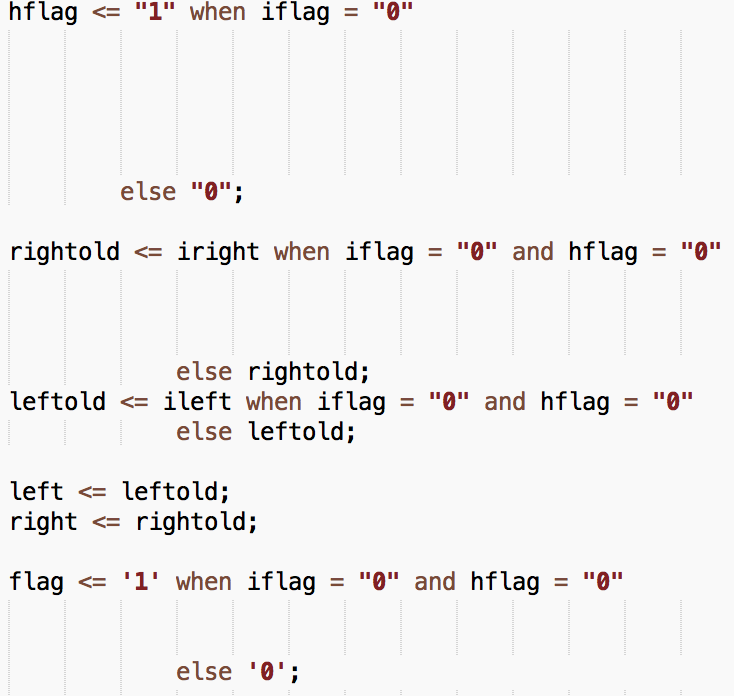 hflag <= "1" when iflag = "0"
else "0";
rightold <= iright when iflag = "0" and hflag = "0"
else rightold;
leftold <= ileft when iflag = "0" and hflag = "0"
else leftold;
left <= leftold;
right <= rightold;
flag <= '1' when iflag = "0" and hflag = "0"
else '0';